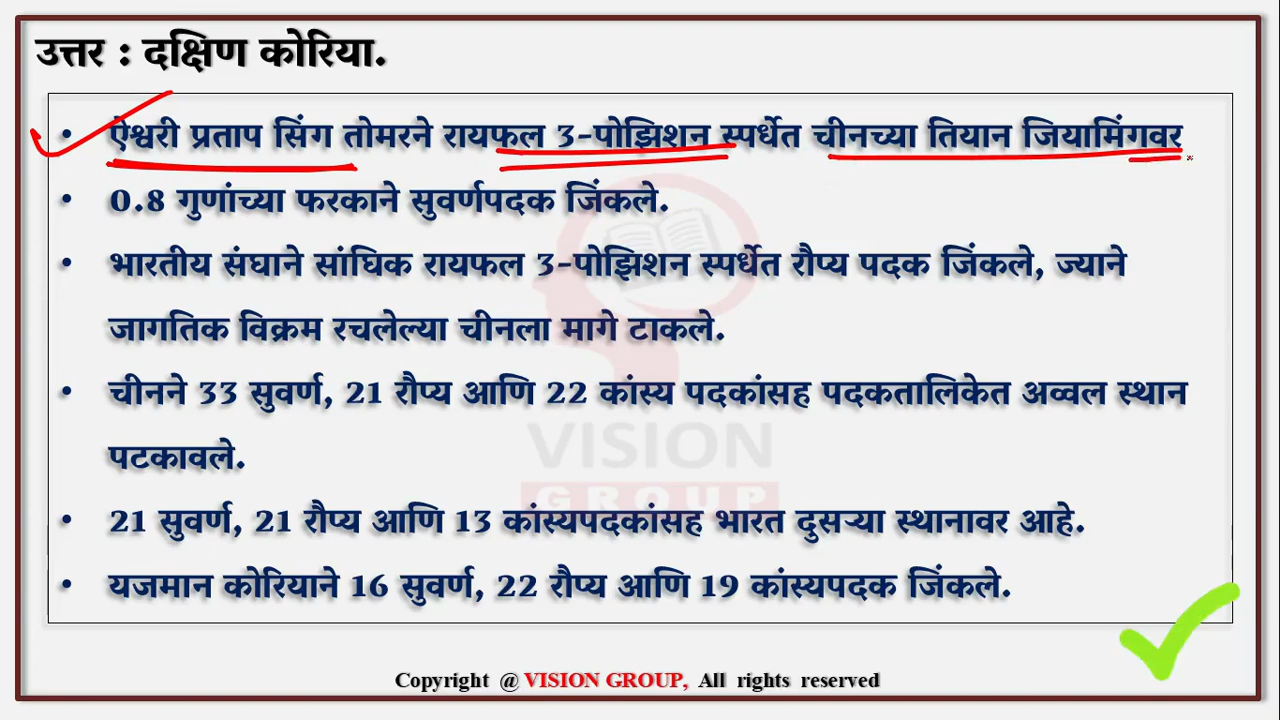 उत्तर : दक्षिण कोरिया.
• ऐश्वरी प्रताप सिंग तोमरने रायफल 3-पोझिशन स्पर्धेत चीनच्या तियान जियामिंगवर
• 0.8 गुणांच्या फरकाने सुवर्णपदक जिंकले.
• भारतीय संघाने सांघिक रायफल 3-पोझिशन स्पर्धेत रौप्य पदक जिंकले, ज्याने
जागतिक विक्रम रचलेल्या चीनला मागे टाकले.
• चीनने 33 सुवर्ण, 21 रौप्य आणि 22 कांस्य पदकांसह पदकतालिकेत अव्वल स्थान
पटकावले.
VISION
GROUP
• 21 सुवर्ण, 21 रौप्य आणि 13 कांस्यपदकांसह भारत दुसऱ्या स्थानावर आहे.
• यजमान कोरियाने 16 सुवर्ण, 22 रौप्य आणि 19 कांस्यपदक जिंकले.
Copyright @ VISION GROUP, All rights reserved